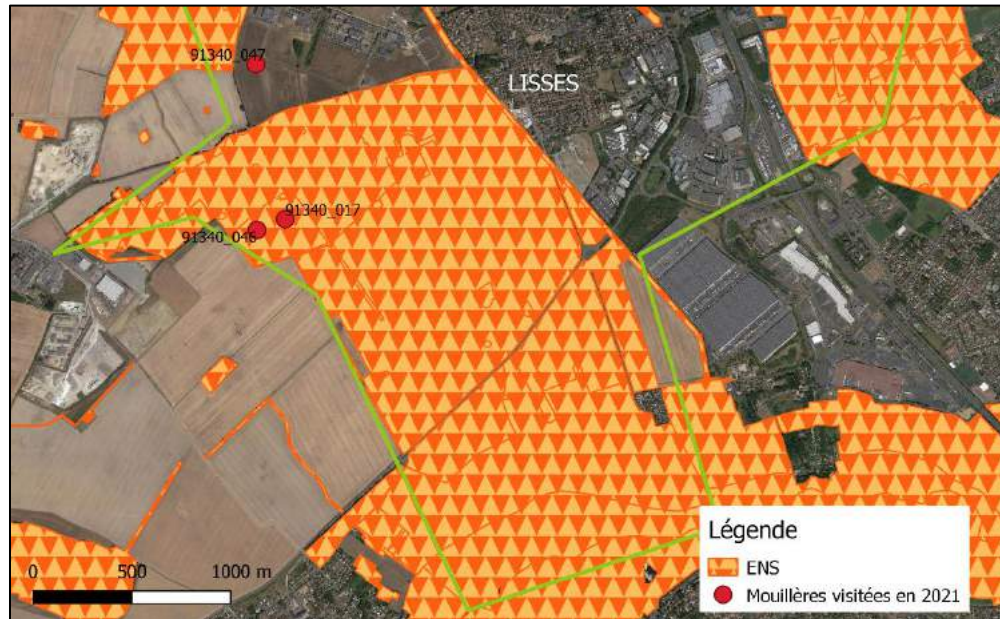 91340_047
LISSES
91340_017
91340_046
Légende
ENS
Mouillères visitées en 2021
0 500 1000 m